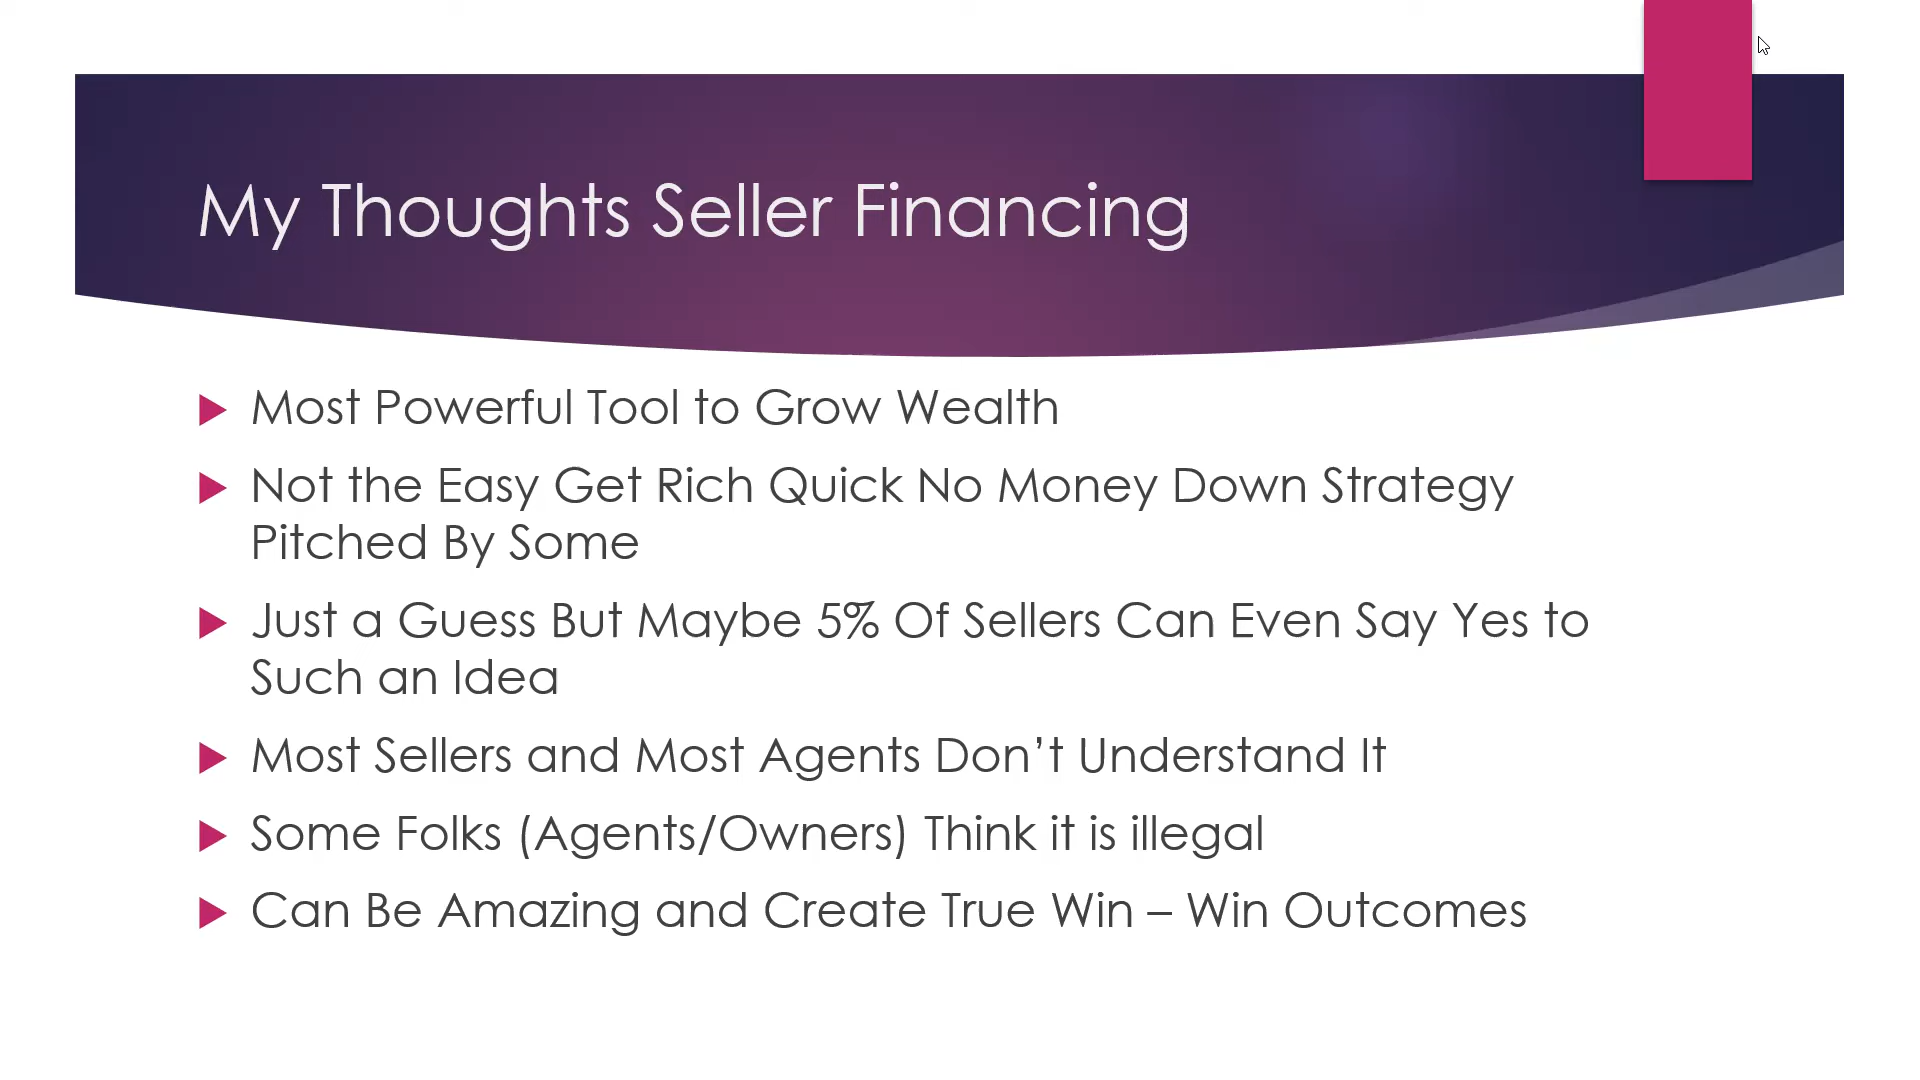 My Thoughts Seller Financing
Most Powerful Tool to Grow Wealth
Not the Easy Get Rich Quick No Money Down Strategy
Pitched By Some
Just a Guess But Maybe 5% Of Sellers Can Even Say Yes to
Such an Idea
Most Sellers and Most Agents Don’t Understand It
Some Folks (Agents/Owners) Think it is illegal
Can Be Amazing and Create True Win – Win Outcomes